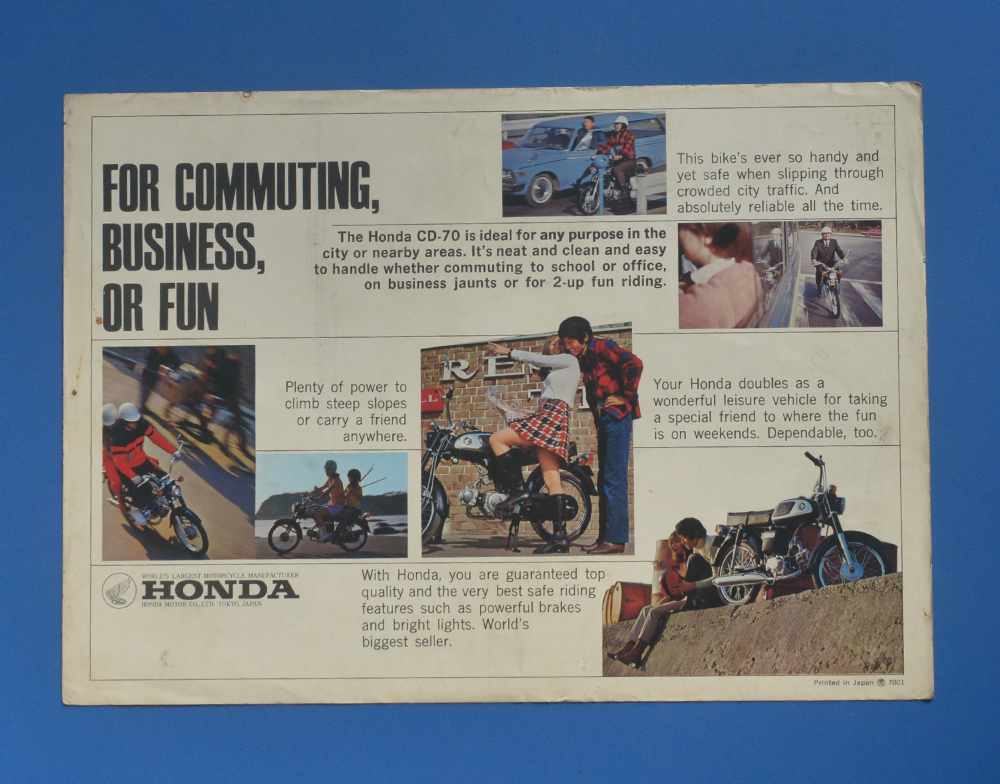 FOR COMMUTING,
BUSINESS,
OR FUN
This bike's ever so handy and
yet safe when slipping through
crowded city traffic. And
absolutely reliable all the time.
The Honda CD-70 is ideal for any purpose in the
city or nearby areas. It's neat and clean and easy
to handle whether commuting to school or office,
on business jaunts or for 2-up fun riding.
Plenty of power to
climb steep slopes
or carry a friend
anywhere.
Your Honda doubles as a
wonderful leisure vehicle for taking
a special friend to where the fun
is on weekends. Dependable, too.
WORLD'S LARGEST MOTORCYCLE MANUFACTURER
HONDA
HONDA MOTOR CO., LTD. TOKYO, JAPAN
With Honda, you are guaranteed top
quality and the very best safe riding
features such as powerful brakes
and bright lights. World's
biggest seller.
Printed in Japan 7001